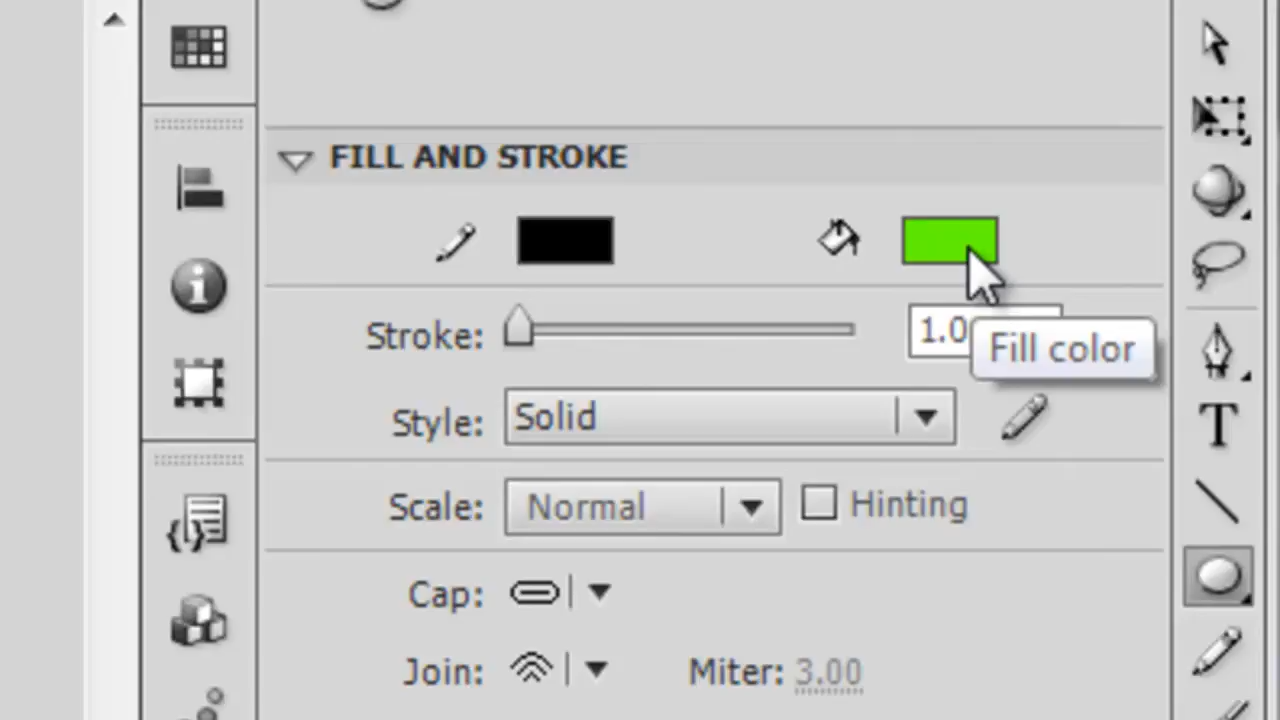 FILL AND STROKE
Stroke:
1.0
Fill color
Style:
Solid
Scale:
Normal
Hinting
Cap:
Join:
Miter: 3.00
T